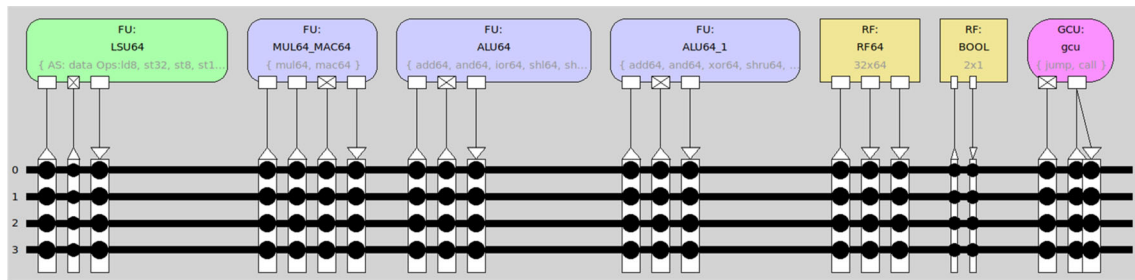 FU:
LSU64
{ AS: data Ops:ld8, st32, st8, st1...
FU:
MUL64_MAC64
{ mul64, mac64 }
FU:
ALU64
{ add64, and64, ior64, shl64, sh...
FU:
ALU64_1
{ add64, and64, xor64, shru64, ...
RF:
RF64
32x64
RF:
BOOL
2x1
GCU:
gcu
{ jump, call }
0
1
2
3